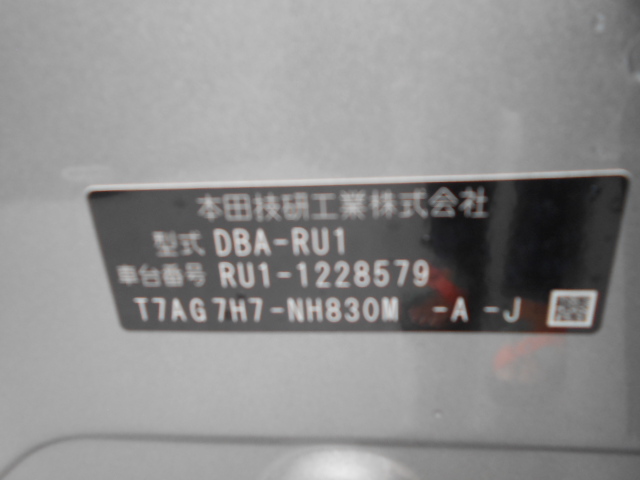 本田技研工業株式会社
型式 DBA-RU1
車台番号 RU1-1228579
T7AG7H7-NH830M -A -J